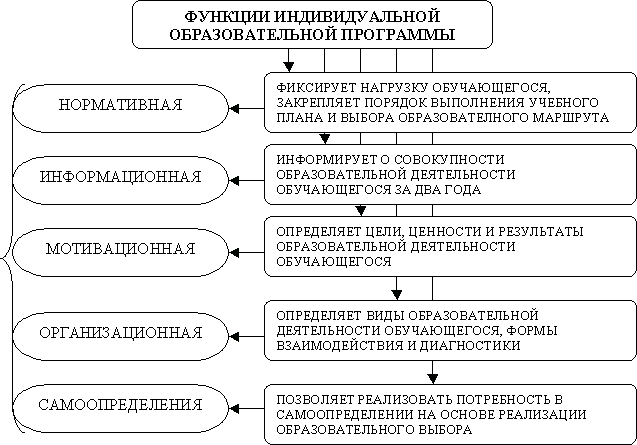 ФУНКЦИИ ИНДИВИДУАЛЬНОЙ
ОБРАЗОВАТЕЛЬНОЙ ПРОГРАММЫ
НОРМАТИВНАЯ
ФИКСИРУЕТ НАГРУЗКУ ОБУЧАЮЩЕГОСЯ,
ЗАКРЕПЛЯЕТ ПОРЯДОК ВЫПОЛНЕНИЯ УЧЕБНОГО
ПЛАНА И ВЫБОРА ОБРАЗОВАТЕЛНОГО МАРШРУТА
ИНФОРМАЦИОННАЯ
ИНФОРМИРУЕТ О СОВОКУПНОСТИ
ОБРАЗОВАТЕЛЬНОЙ ДЕЯТЕЛЬНОСТИ
ОБУЧАЮЩЕГОСЯ ЗА ДВА ГОДА
МОТИВАЦИОННАЯ
ОПРЕДЕЛЯЕТ ЦЕЛИ, ЦЕННОСТИ И РЕЗУЛЬТАТЫ
ОБРАЗОВАТЕЛЬНОЙ ДЕЯТЕЛЬНОСТИ
ОБУЧАЮЩЕГОСЯ
ОРГАНИЗАЦИОННАЯ
ОПРЕДЕЛЯЕТ ВИДЫ ОБРАЗОВАТЕЛЬНОЙ
ДЕЯТЕЛЬНОСТИ ОБУЧАЮЩЕГОСЯ, ФОРМЫ
ВЗАИМОДЕЙСТВИЯ И ДИАГНОСТИКИ
САМООПРЕДЕЛЕНИЯ
ПОЗВОЛЯЕТ РЕАЛИЗОВАТЬ ПОТРЕБНОСТЬ В
САМООПРЕДЕЛЕНИИ НА ОСНОВЕ РЕАЛИЗАЦИИ
ОБРАЗОВАТЕЛЬНОГО ВЫБОРА